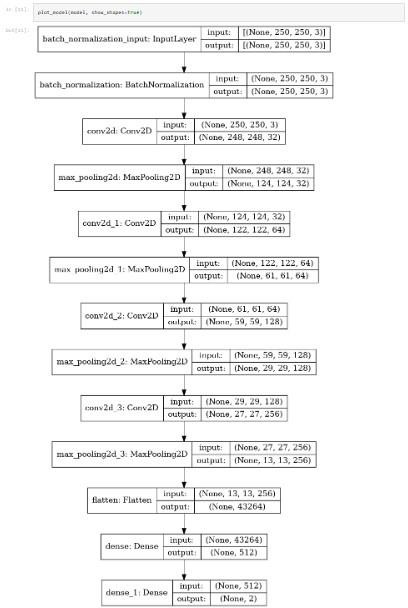 In [11]: plot_model(model, show_shapes=True)
Out[11]:
batch_normalization_input: InputLayer input: [(None, 250, 250, 3)]
output: [(None, 250, 250, 3)]
batch_normalization: BatchNormalization input: (None, 250, 250, 3)
output: (None, 250, 250, 3)
conv2d: Conv2D input: (None, 250, 250, 3)
output: (None, 248, 248, 32)
max_pooling2d: MaxPooling2D input: (None, 248, 248, 32)
output: (None, 124, 124, 32)
conv2d_1: Conv2D input: (None, 124, 124, 32)
output: (None, 122, 122, 64)
max_pooling2d_1: MaxPooling2D input: (None, 122, 122, 64)
output: (None, 61, 61, 64)
conv2d_2: Conv2D input: (None, 61, 61, 64)
output: (None, 59, 59, 128)
max_pooling2d_2: MaxPooling2D input: (None, 59, 59, 128)
output: (None, 29, 29, 128)
conv2d_3: Conv2D input: (None, 29, 29, 128)
output: (None, 27, 27, 256)
max_pooling2d_3: MaxPooling2D input: (None, 27, 27, 256)
output: (None, 13, 13, 256)
flatten: Flatten input: (None, 13, 13, 256)
output: (None, 43264)
dense: Dense input: (None, 43264)
output: (None, 512)
dense_1: Dense input: (None, 512)
output: (None, 2)